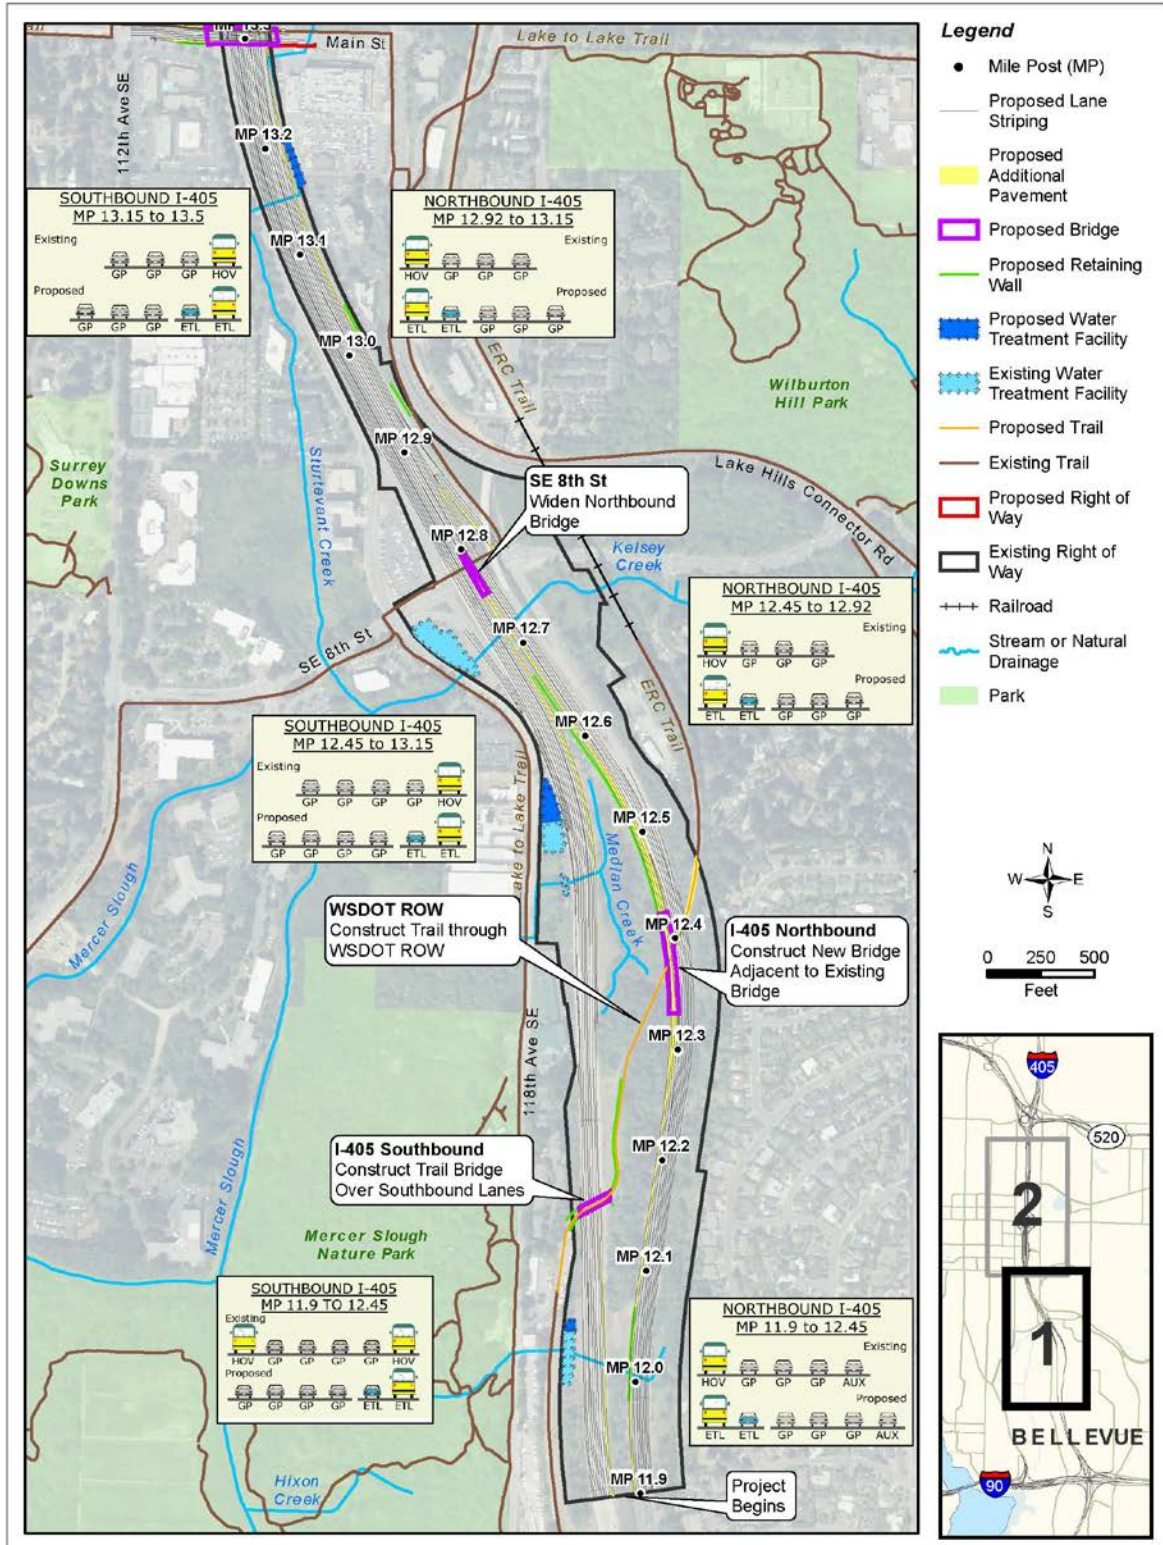 Main St
Lake to Lake Trail
112th Ave SE
MP 13.2
SOUTHBOUND I-405
MP 13.15 to 13.5
Existing
GP GP GP HOV
Proposed
GP GP GP ETL ETL
NORTHBOUND I-405
MP 12.92 to 13.15
Existing
HOV GP GP GP
Proposed
ETL ETL GP GP GP
MP 13.1
MP 13.0
ERC Trail
Wilburton
Hill Park
MP 12.9
Surrey
Downs
Park
Sturtevant Creek
Lake Hills Connector Rd
SE 8th St
Widen Northbound
Bridge
MP 12.8
Kelsey
Creek
NORTHBOUND I-405
MP 12.45 to 12.92
Existing
HOV GP GP GP
Proposed
ETL ETL GP GP GP
MP 12.7
SE 8th St
ERC Trail
MP 12.6
SOUTHBOUND I-405
MP 12.45 to 13.15
Existing
GP GP GP GP HOV
Proposed
GP GP GP GP ETL ETL
Lake to Lake Trail
MP 12.5
Medlan Creek
Mercer Slough
WSDOT ROW
Construct Trail through
WSDOT ROW
MP 12.4
I-405 Northbound
Construct New Bridge
Adjacent to Existing
Bridge
118th Ave SE
MP 12.3
I-405 Southbound
Construct Trail Bridge
Over Southbound Lanes
MP 12.2
Mercer Slough
Mercer Slough
Nature Park
MP 12.1
SOUTHBOUND I-405
MP 11.9 TO 12.45
Existing
HOV GP GP GP HOV
Proposed
GP GP GP GP ETL ETL
NORTHBOUND I-405
MP 11.9 to 12.45
Existing
HOV GP GP GP AUX
Proposed
ETL ETL GP GP GP AUX
MP 12.0
Hixon
Creek
MP 11.9
Project
Begins
Legend
Mile Post (MP)
Proposed Lane
Striping
Proposed
Additional
Pavement
Proposed Bridge
Proposed Retaining
Wall
Proposed Water
Treatment Facility
Existing Water
Treatment Facility
Proposed Trail
Existing Trail
Proposed Right of
Way
Existing Right of
Way
Railroad
Stream or Natural
Drainage
Park
N
W E
S
0 250 500
Feet
405
520
2
1
BELLEVUE
90